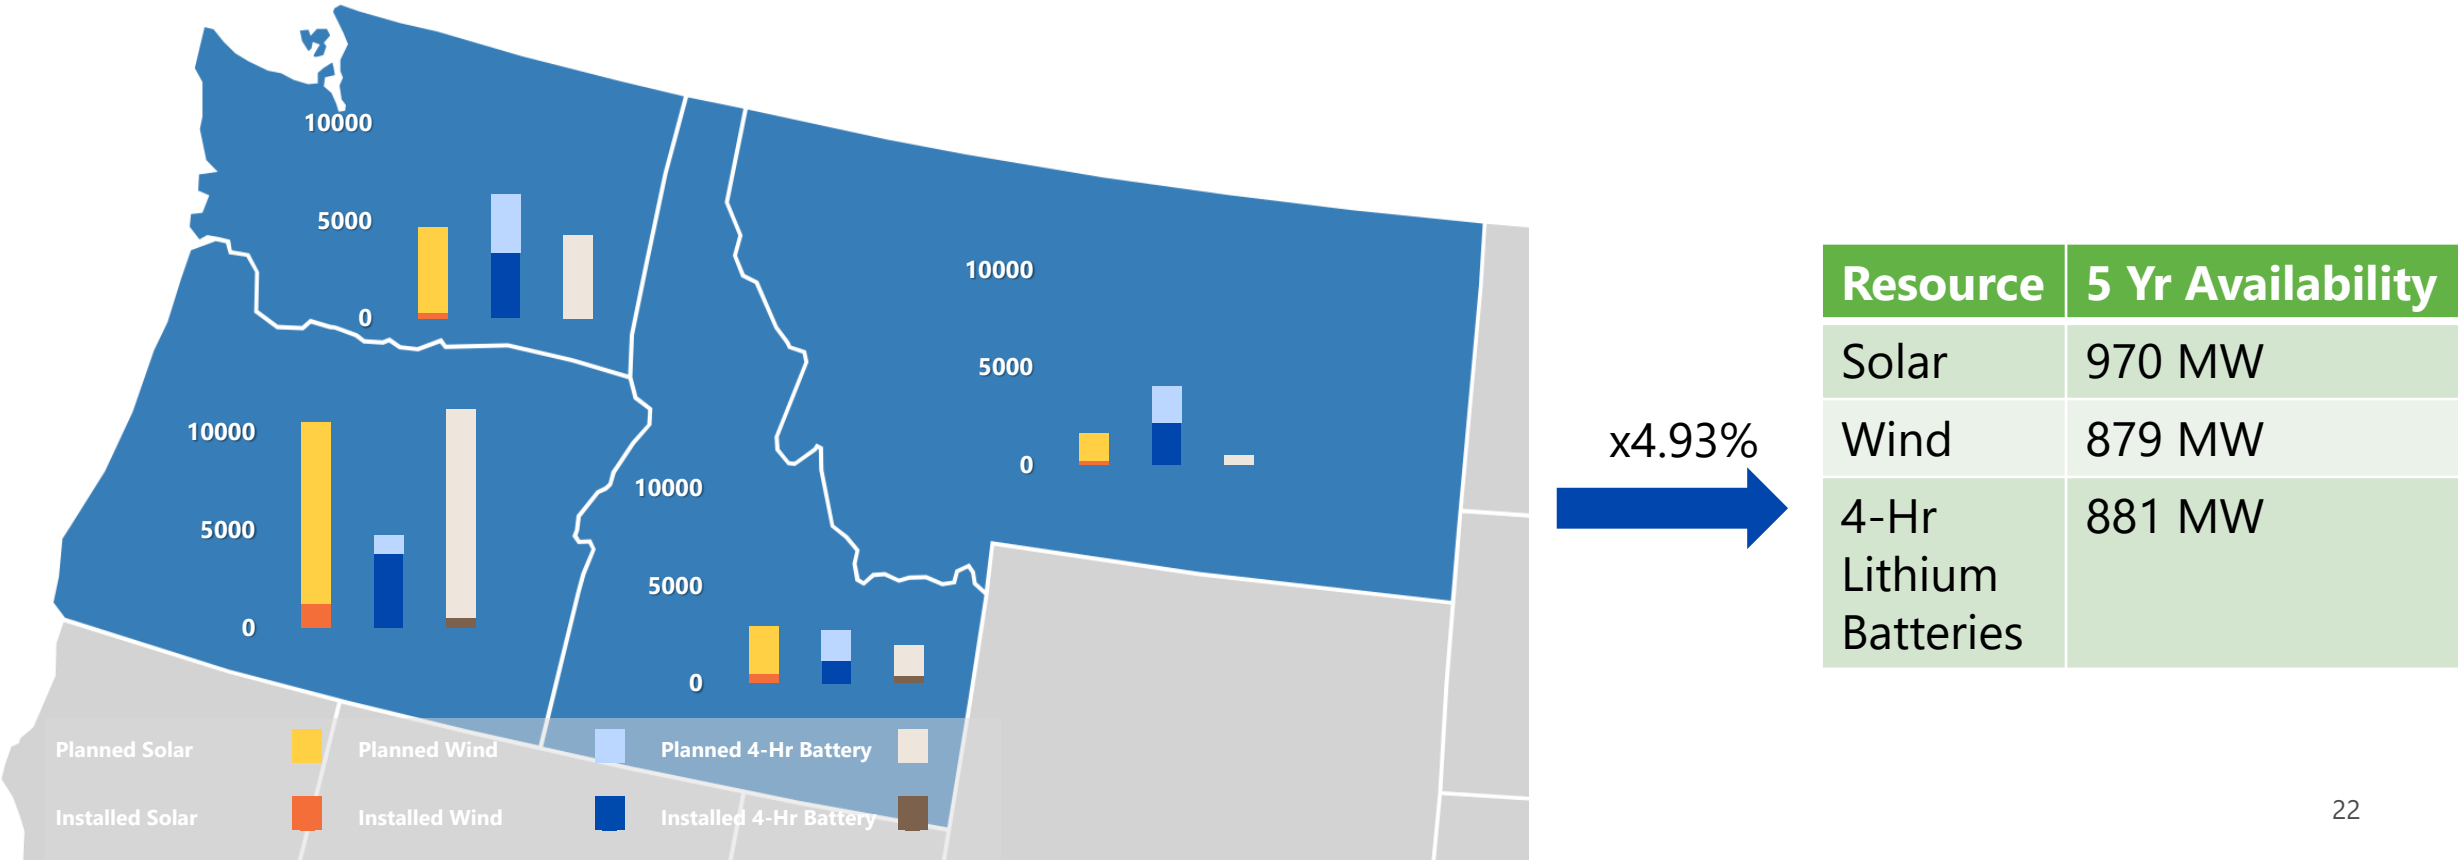 10000
5000
0
10000
5000
0
10000
5000
0
10000
5000
0
Planned Solar Planned Wind Planned 4-Hr Battery
Installed Solar Installed Wind Installed 4-Hr Battery
x4.93%
Resource 5 Yr Availability
Solar 970 MW
Wind 879 MW
4-Hr 881 MW
Lithium
Batteries
22